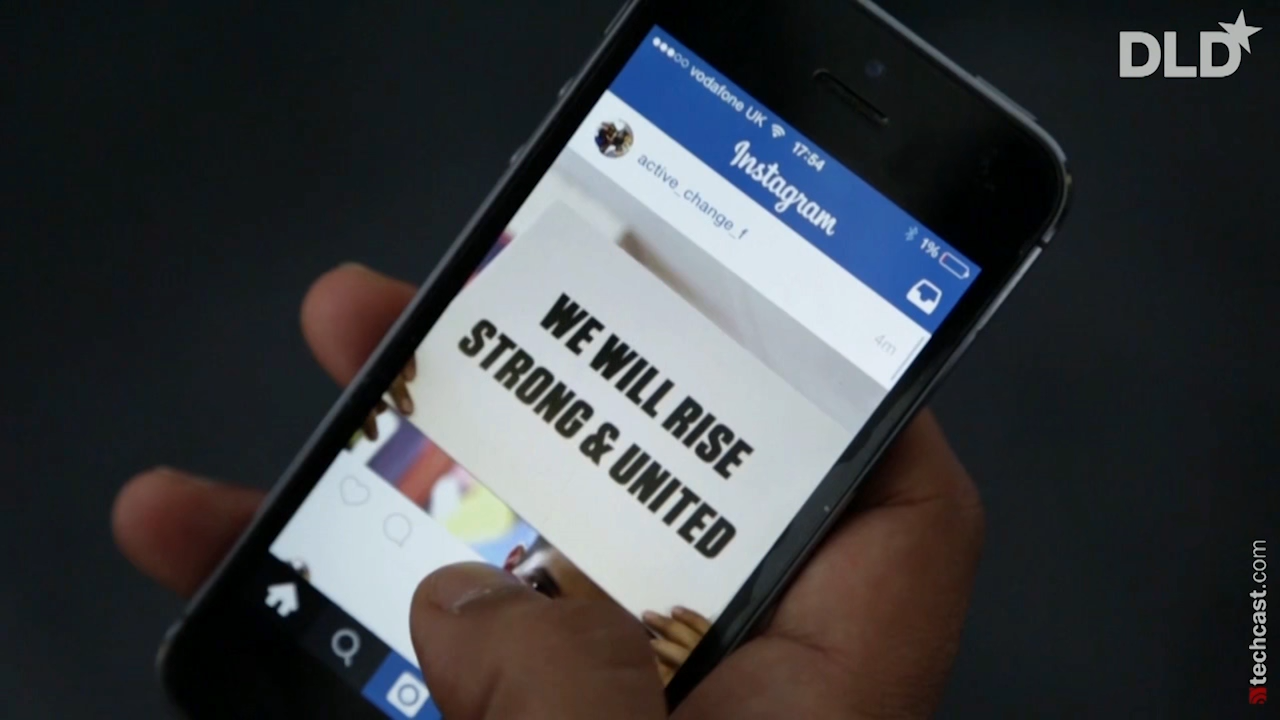 DLD
vodafone UK 17:54 1%
Instagram
active_change_f
4m
WE WILL RISE
STRONG & UNITED
techcast.com